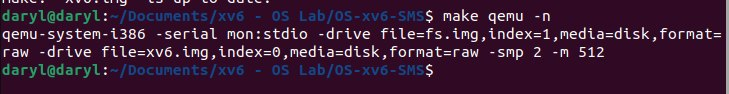 make: 'xv6.img' is up to date.
daryl@daryl:~/Documents/xv6 - OS Lab/OS-xv6-SMS$ make qemu -n
qemu-system-i386 -serial mon:stdio -drive file=fs.img,index=1,media=disk,format=
raw -drive file=xv6.img,index=0,media=disk,format=raw -smp 2 -m 512
daryl@daryl:~/Documents/xv6 - OS Lab/OS-xv6-SMS$